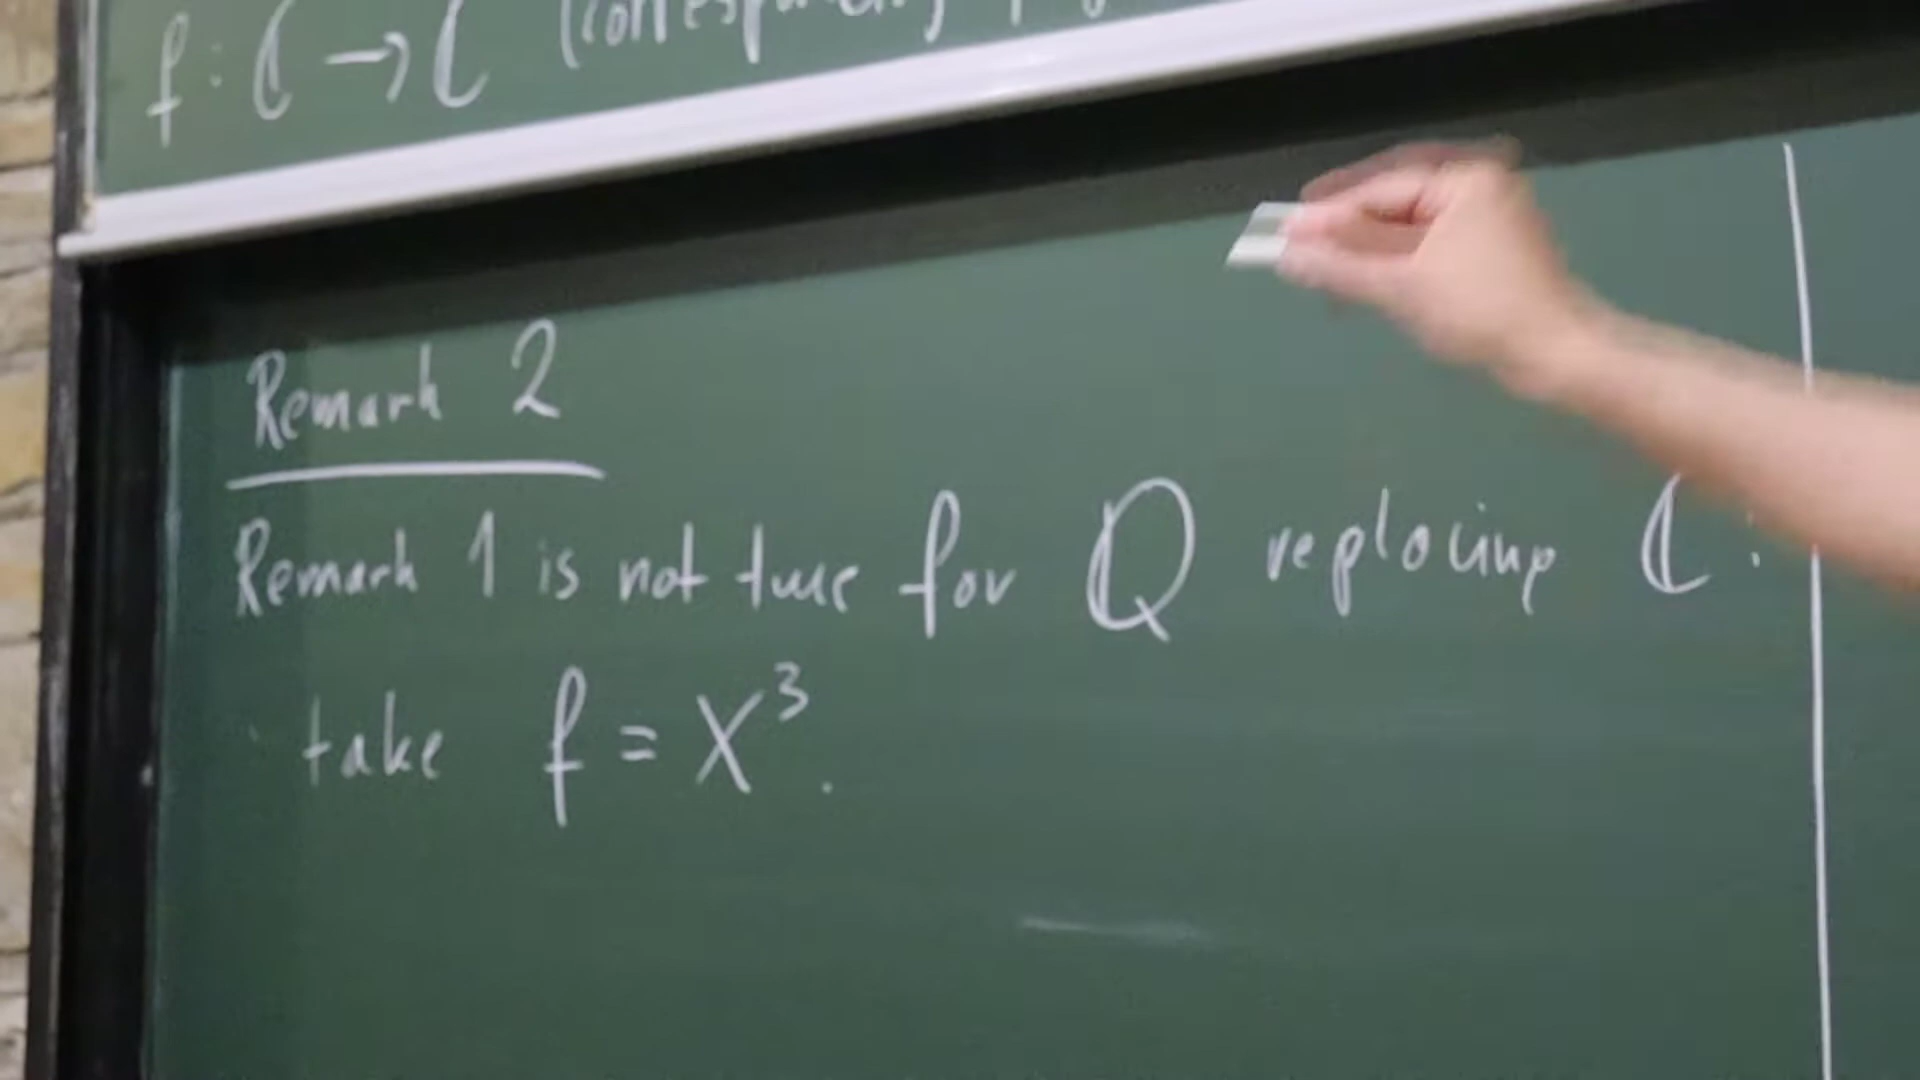 f: ℂ → ℂ
Remark 2
Remark 1 is not true for ℚ replacing ℂ:
take f = X³.